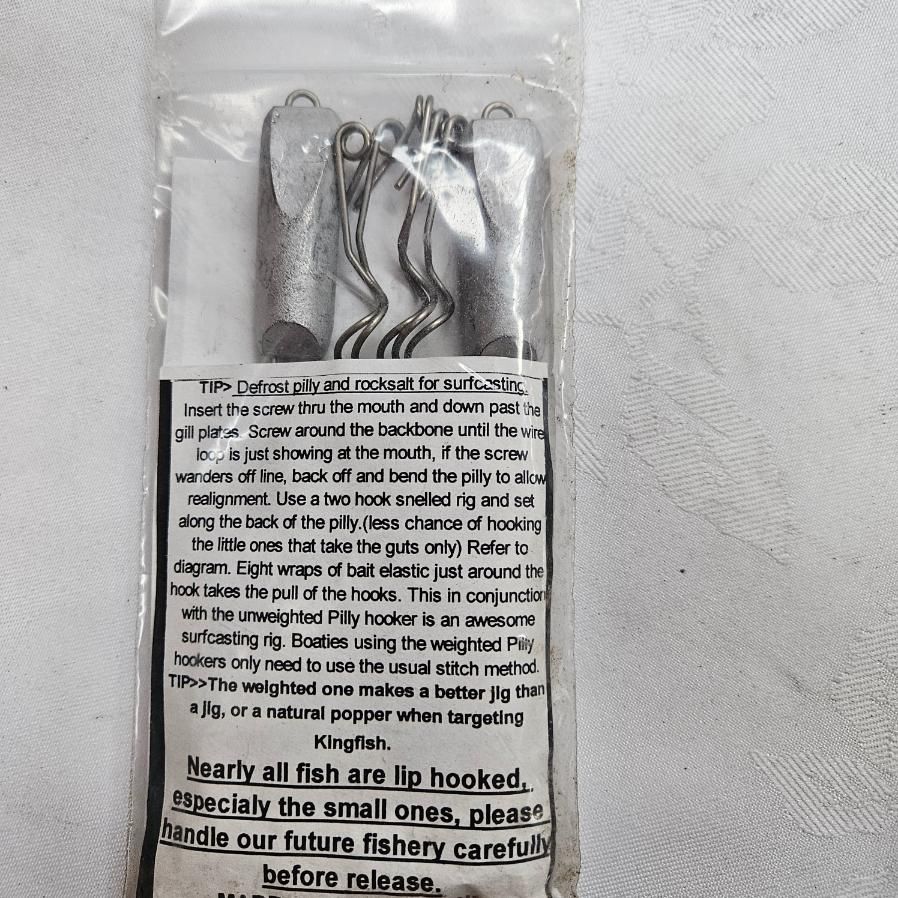 TIP> Defrost pilly and rocksalt for surfcasting.
Insert the screw thru the mouth and down past the
gill plates. Screw around the backbone until the wire
loop is just showing at the mouth, if the screw
wanders off line, back off and bend the pilly to allow
realignment. Use a two hook snelled rig and set
along the back of the pilly.(less chance of hooking
the little ones that take the guts only) Refer to
diagram. Eight wraps of bait elastic just around the
hook takes the pull of the hooks. This in conjunction
with the unweighted Pilly hooker is an awesome
surfcasting rig. Boaties using the weighted Pilly
hookers only need to use the usual stitch method.
TIP>>The weighted one makes a better jig than
a jig, or a natural popper when targeting
Kingfish.
Nearly all fish are lip hooked,
especialy the small ones, please
handle our future fishery carefully
before release.